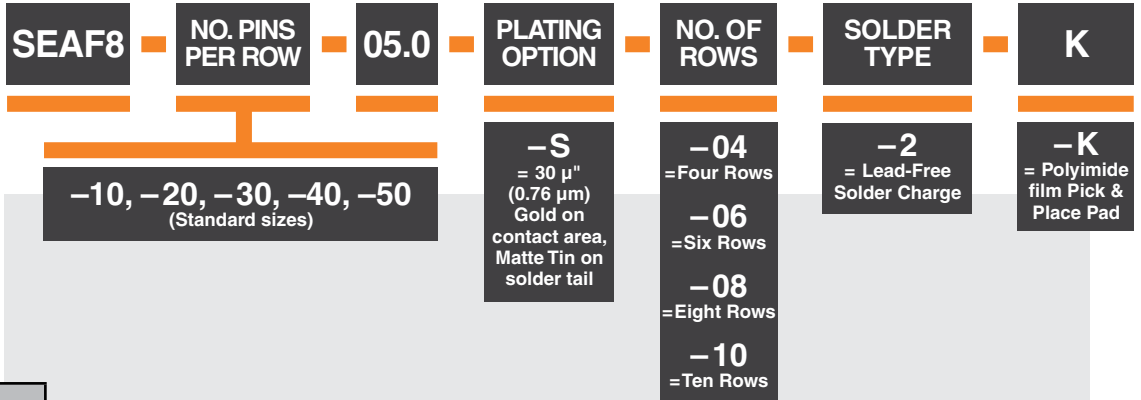 SEAF8
NO. PINS
PER ROW
05.0
PLATING
OPTION
NO. OF
ROWS
SOLDER
TYPE
K
–10, –20, –30, –40, –50
(Standard sizes)
–S
= 30 µ"
(0.76 µm)
Gold on
contact area,
Matte Tin on
solder tail
–04
=Four Rows
–06
=Six Rows
–08
=Eight Rows
–10
=Ten Rows
–2
= Lead-Free
Solder Charge
–K
= Polyimide
film Pick &
Place Pad